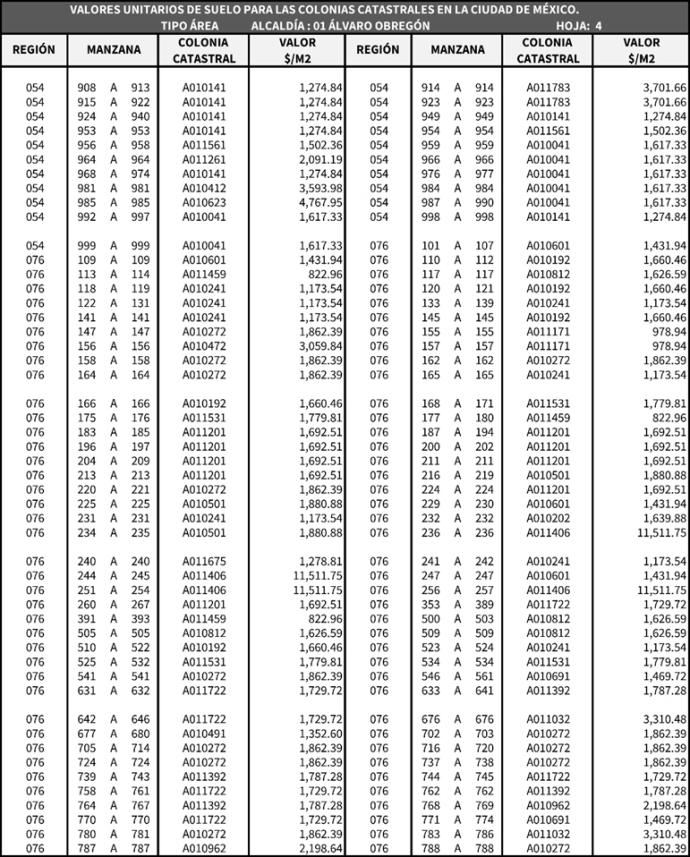 VALORES UNITARIOS DE SUELO PARA LAS COLONIAS CATASTRALES EN LA CIUDAD DE MÉXICO.
TIPO ÁREA ALCALDÍA : 01 ÁLVARO OBREGÓN HOJA: 4
REGIÓN MANZANA COLONIA CATASTRAL VALOR $/M2 REGIÓN MANZANA COLONIA CATASTRAL VALOR $/M2
054 908 A 913 A010141 1,274.84 054 914 A 914 A011783 3,701.66
054 915 A 922 A010141 1,274.84 054 923 A 923 A011783 3,701.66
054 924 A 940 A010141 1,274.84 054 949 A 949 A010141 1,274.84
054 953 A 953 A010141 1,274.84 054 954 A 954 A011561 1,502.36
054 956 A 958 A011561 1,502.36 054 959 A 959 A010041 1,617.33
054 964 A 964 A011261 2,091.19 054 966 A 966 A010041 1,617.33
054 968 A 974 A010141 1,274.84 054 976 A 977 A010041 1,617.33
054 981 A 981 A010412 3,593.98 054 984 A 984 A010041 1,617.33
054 985 A 985 A010623 4,767.95 054 987 A 990 A010041 1,617.33
054 992 A 997 A010041 1,617.33 054 998 A 998 A010141 1,274.84
054 999 A 999 A010041 1,617.33 076 101 A 107 A010601 1,431.94
076 109 A 109 A010601 1,431.94 076 110 A 112 A010192 1,660.46
076 113 A 114 A011459 822.96 076 117 A 117 A010812 1,626.59
076 118 A 119 A010241 1,173.54 076 120 A 121 A010192 1,660.46
076 122 A 131 A010241 1,173.54 076 133 A 139 A010241 1,173.54
076 141 A 141 A010241 1,173.54 076 145 A 145 A010192 1,660.46
076 147 A 147 A010272 1,862.39 076 155 A 155 A011171 978.94
076 156 A 156 A010472 3,059.84 076 157 A 157 A011171 978.94
076 158 A 158 A010272 1,862.39 076 162 A 162 A010272 1,862.39
076 164 A 164 A010272 1,862.39 076 165 A 165 A010241 1,173.54
076 166 A 166 A010192 1,660.46 076 168 A 171 A011531 1,779.81
076 175 A 176 A011531 1,779.81 076 177 A 180 A011459 822.96
076 183 A 185 A011201 1,692.51 076 187 A 194 A011201 1,692.51
076 196 A 197 A011201 1,692.51 076 200 A 202 A011201 1,692.51
076 204 A 209 A011201 1,692.51 076 211 A 211 A011201 1,692.51
076 213 A 213 A011201 1,692.51 076 216 A 219 A010501 1,880.88
076 220 A 221 A010272 1,862.39 076 224 A 224 A011201 1,692.51
076 225 A 225 A010501 1,880.88 076 229 A 230 A010601 1,431.94
076 231 A 231 A010241 1,173.54 076 232 A 232 A010202 1,639.88
076 234 A 235 A010501 1,880.88 076 236 A 236 A011406 11,511.75
076 240 A 240 A011675 1,278.81 076 241 A 242 A010241 1,173.54
076 244 A 245 A011406 11,511.75 076 247 A 247 A010601 1,431.94
076 251 A 254 A011406 11,511.75 076 256 A 257 A011406 11,511.75
076 260 A 267 A011201 1,692.51 076 353 A 389 A011722 1,729.72
076 391 A 393 A011459 822.96 076 500 A 503 A010812 1,626.59
076 505 A 505 A010812 1,626.59 076 509 A 509 A010812 1,626.59
076 510 A 522 A010192 1,660.46 076 523 A 524 A010241 1,173.54
076 525 A 532 A011531 1,779.81 076 534 A 534 A011531 1,779.81
076 541 A 541 A010272 1,862.39 076 546 A 561 A010691 1,469.72
076 631 A 632 A011722 1,729.72 076 633 A 641 A011392 1,787.28
076 642 A 646 A011722 1,729.72 076 676 A 676 A011032 3,310.48
076 677 A 680 A010491 1,352.60 076 702 A 703 A010272 1,862.39
076 705 A 714 A010272 1,862.39 076 716 A 720 A010272 1,862.39
076 724 A 724 A010272 1,862.39 076 737 A 738 A010272 1,862.39
076 739 A 743 A011392 1,787.28 076 744 A 745 A011722 1,729.72
076 758 A 761 A011722 1,729.72 076 762 A 762 A011392 1,787.28
076 764 A 767 A011392 1,787.28 076 768 A 769 A010962 2,198.64
076 770 A 770 A011722 1,729.72 076 771 A 774 A010691 1,469.72
076 780 A 781 A010272 1,862.39 076 783 A 786 A011032 3,310.48
076 787 A 787 A010962 2,198.64 076 788 A 788 A010272 1,862.39